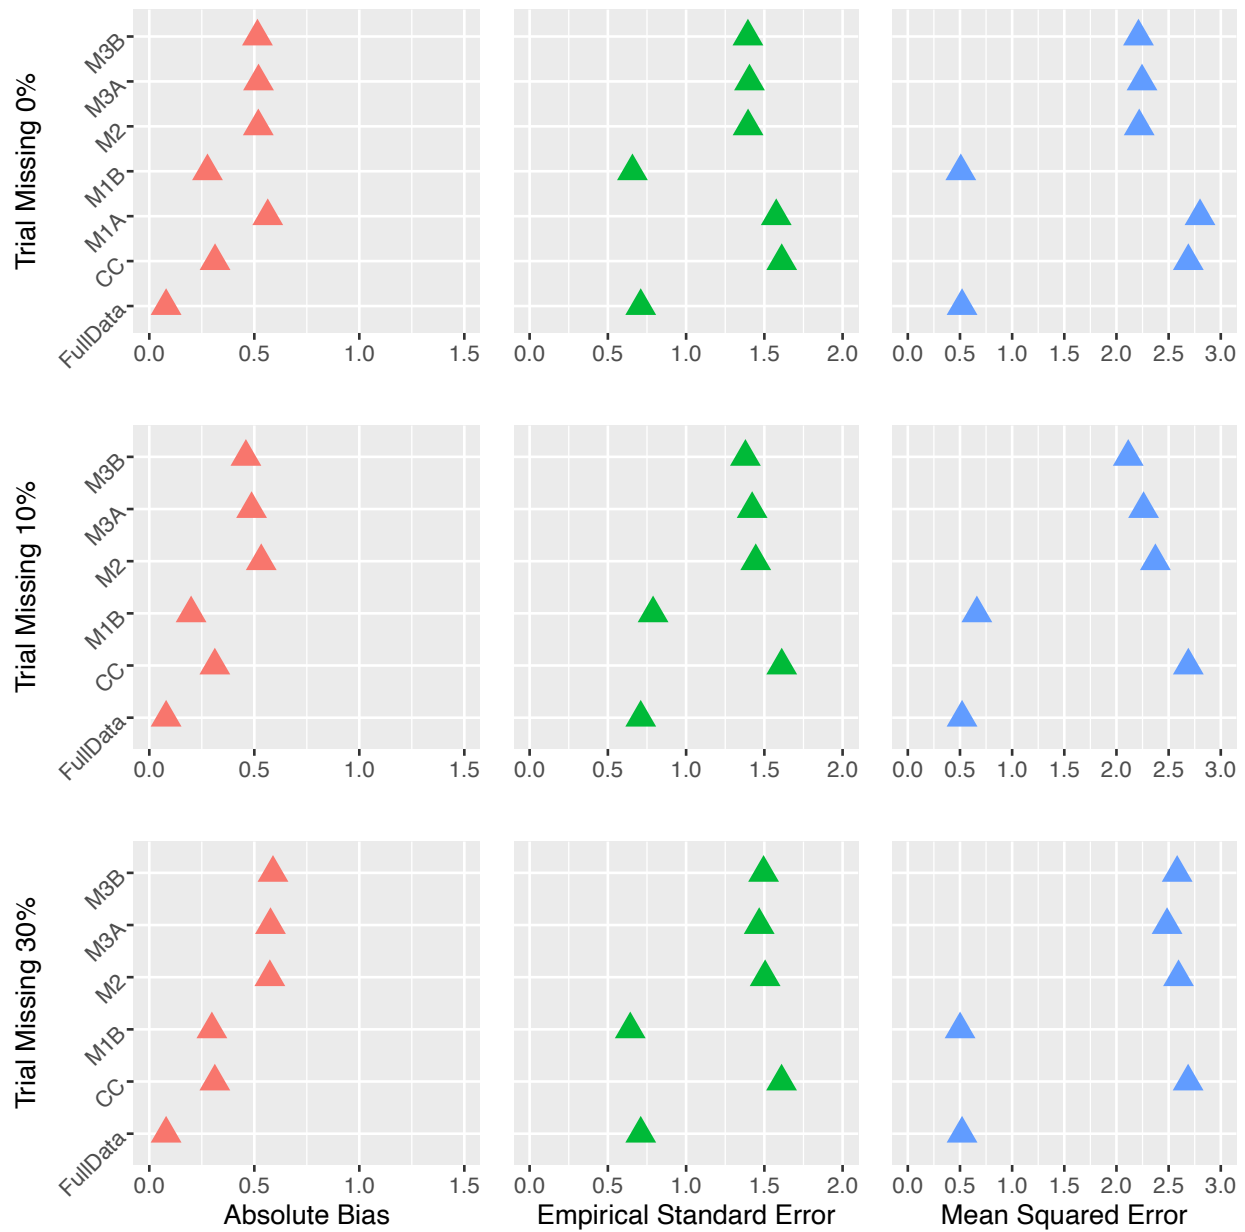 Trial Missing 0%
M3B
M3A
M2
M1B
M1A
CC
FullData
0.0 0.5 1.0 1.5
0.0 0.5 1.0 1.5 2.0
0.0 0.5 1.0 1.5 2.0 2.5 3.0
Trial Missing 10%
M3B
M3A
M2
M1B
CC
FullData
0.0 0.5 1.0 1.5
0.0 0.5 1.0 1.5 2.0
0.0 0.5 1.0 1.5 2.0 2.5 3.0
Trial Missing 30%
M3B
M3A
M2
M1B
CC
FullData
0.0 0.5 1.0 1.5
0.0 0.5 1.0 1.5 2.0
0.0 0.5 1.0 1.5 2.0 2.5 3.0
Absolute Bias
Empirical Standard Error
Mean Squared Error